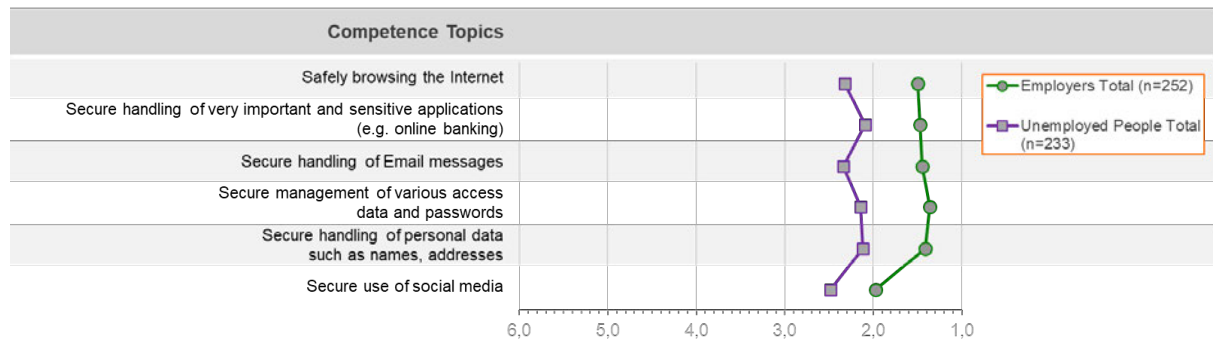 Competence Topics
Safely browsing the Internet
Secure handling of very important and sensitive applications
(e.g. online banking)
Secure handling of Email messages
Secure management of various access
data and passwords
Secure handling of personal data
such as names, addresses
Secure use of social media
Employers Total (n=252)
Unemployed People Total
(n=233)
6,0 5,0 4,0 3,0 2,0 1,0